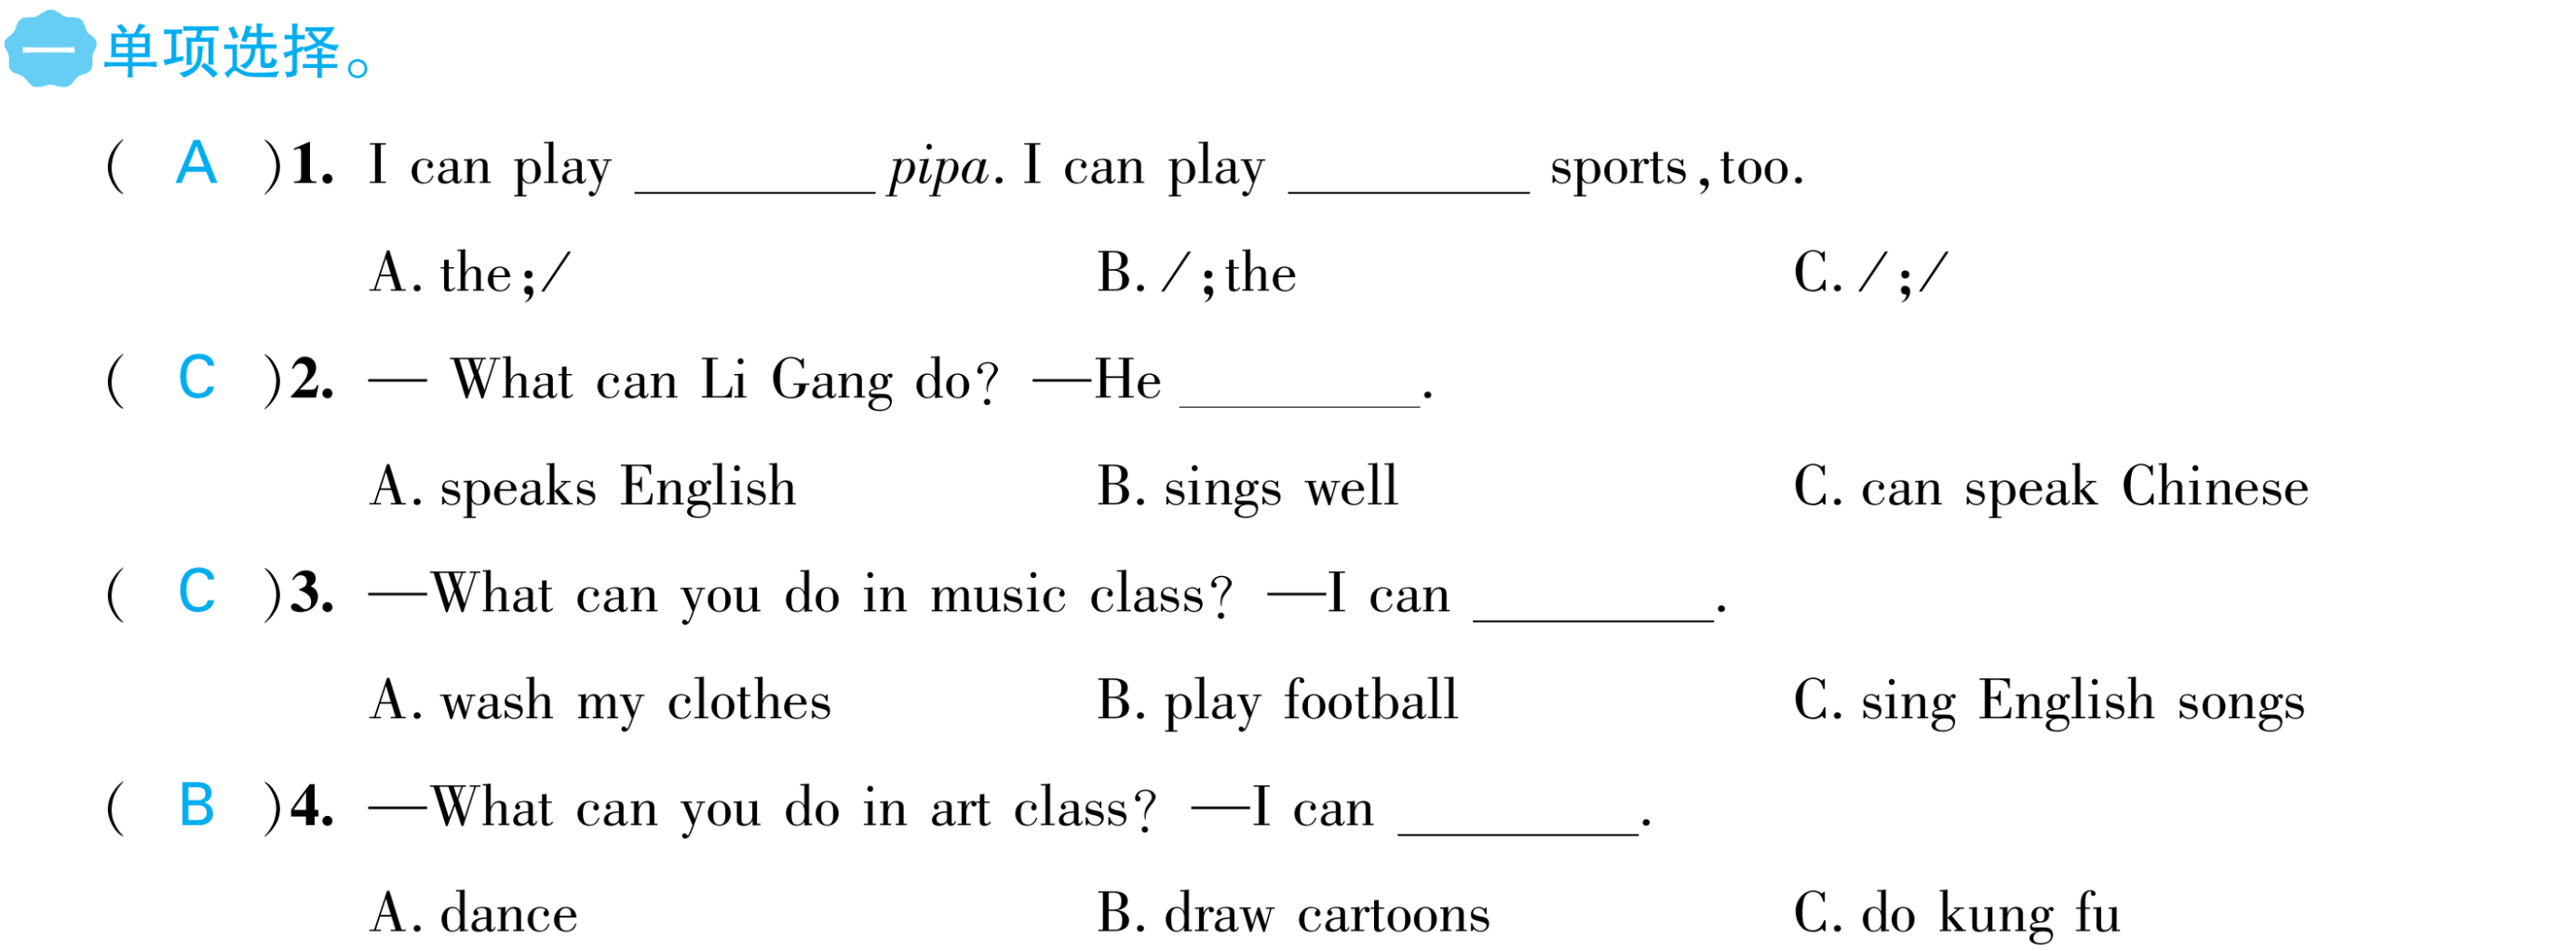 一 单项选择。
( A )1. I can play ________ pipa. I can play ________ sports,too.
A. the;/ B. /;the C. /;/
( C )2. — What can Li Gang do? —He ________.
A. speaks English B. sings well C. can speak Chinese
( C )3. —What can you do in music class? —I can ________.
A. wash my clothes B. play football C. sing English songs
( B )4. —What can you do in art class? —I can ________.
A. dance B. draw cartoons C. do kung fu